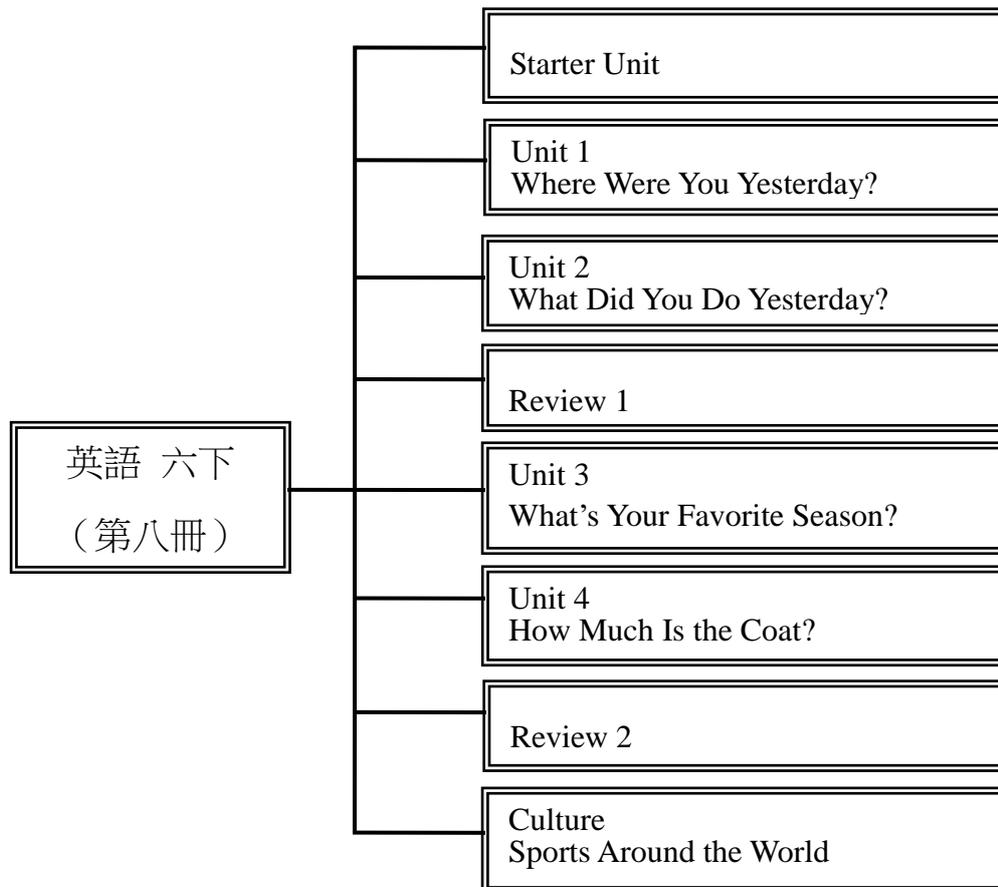 英語 六下
（第八冊）
Starter Unit
Unit 1
Where Were You Yesterday?
Unit 2
What Did You Do Yesterday?
Review 1
Unit 3
What’s Your Favorite Season?
Unit 4
How Much Is the Coat?
Review 2
Culture
Sports Around the World